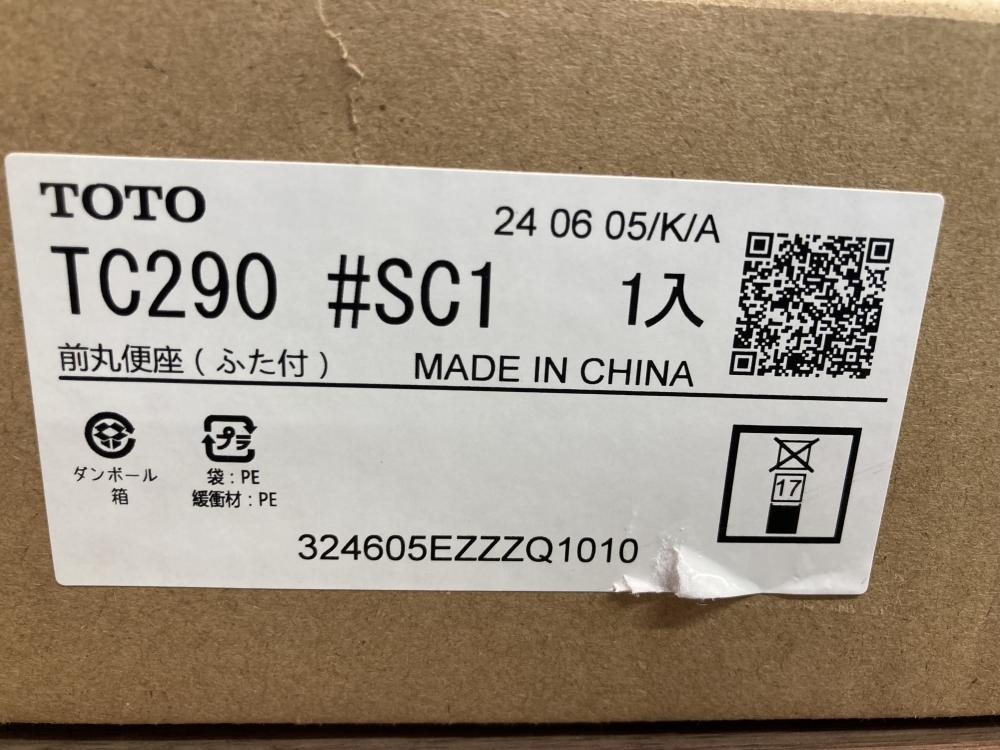 TOTO
24 06 05/K/A
TC290 #SC1 1入
前丸便座(ふた付)
MADE IN CHINA
プラ
ダンボール
箱
袋:PE
緩衝材:PE
17
324605EZZZQ1010